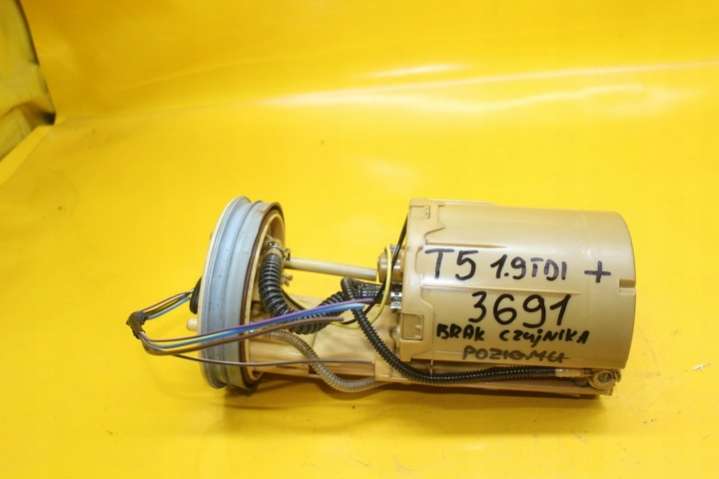 T5 1.9TDI +
3691
BRAK CZUJNIKA
POZIOMU